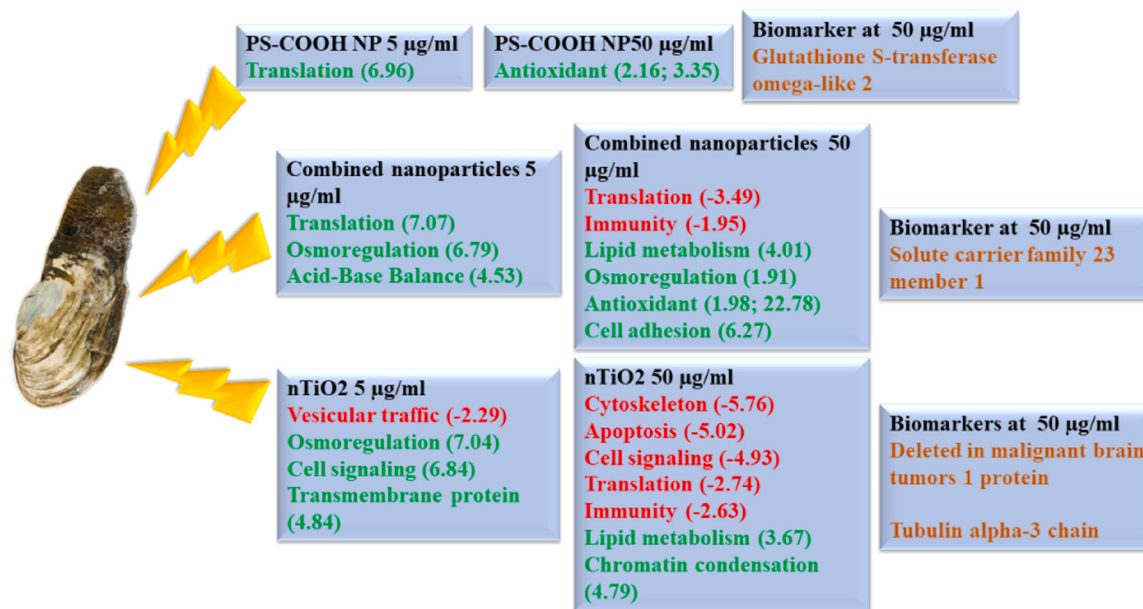 PS-COOH NP 5 µg/ml
Translation (6.96)
PS-COOH NP50 µg/ml
Antioxidant (2.16; 3.35)
Biomarker at 50 µg/ml
Glutathione S-transferase
omega-like 2
Combined nanoparticles 5
µg/ml
Translation (7.07)
Osmoregulation (6.79)
Acid-Base Balance (4.53)
Combined nanoparticles 50
µg/ml
Translation (-3.49)
Immunity (-1.95)
Lipid metabolism (4.01)
Osmoregulation (1.91)
Antioxidant (1.98; 22.78)
Cell adhesion (6.27)
Biomarker at 50 µg/ml
Solute carrier family 23
member 1
nTiO2 5 µg/ml
Vesicular traffic (-2.29)
Osmoregulation (7.04)
Cell signaling (6.84)
Transmembrane protein
(4.84)
nTiO2 50 µg/ml
Cytoskeleton (-5.76)
Apoptosis (-5.02)
Cell signaling (-4.93)
Translation (-2.74)
Immunity (-2.63)
Lipid metabolism (3.67)
Chromatin condensation
(4.79)
Biomarkers at 50 µg/ml
Deleted in malignant brain
tumors 1 protein
Tubulin alpha-3 chain